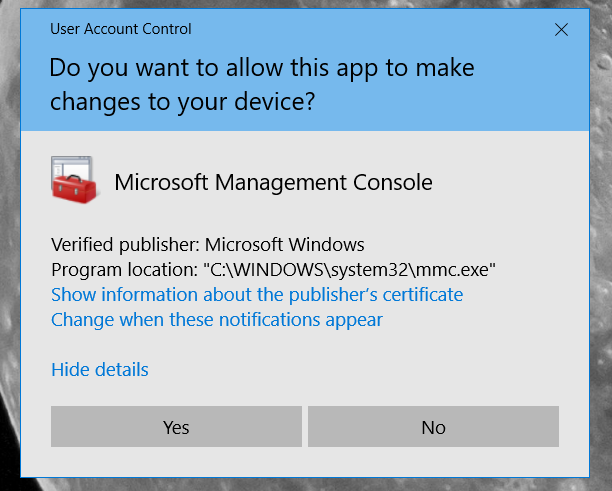 User Account Control
Do you want to allow this app to make
changes to your device?
Microsoft Management Console
Verified publisher: Microsoft Windows
Program location: "C:\WINDOWS\system32\mmc.exe"
Show information about the publisher’s certificate
Change when these notifications appear
Hide details
Yes
No